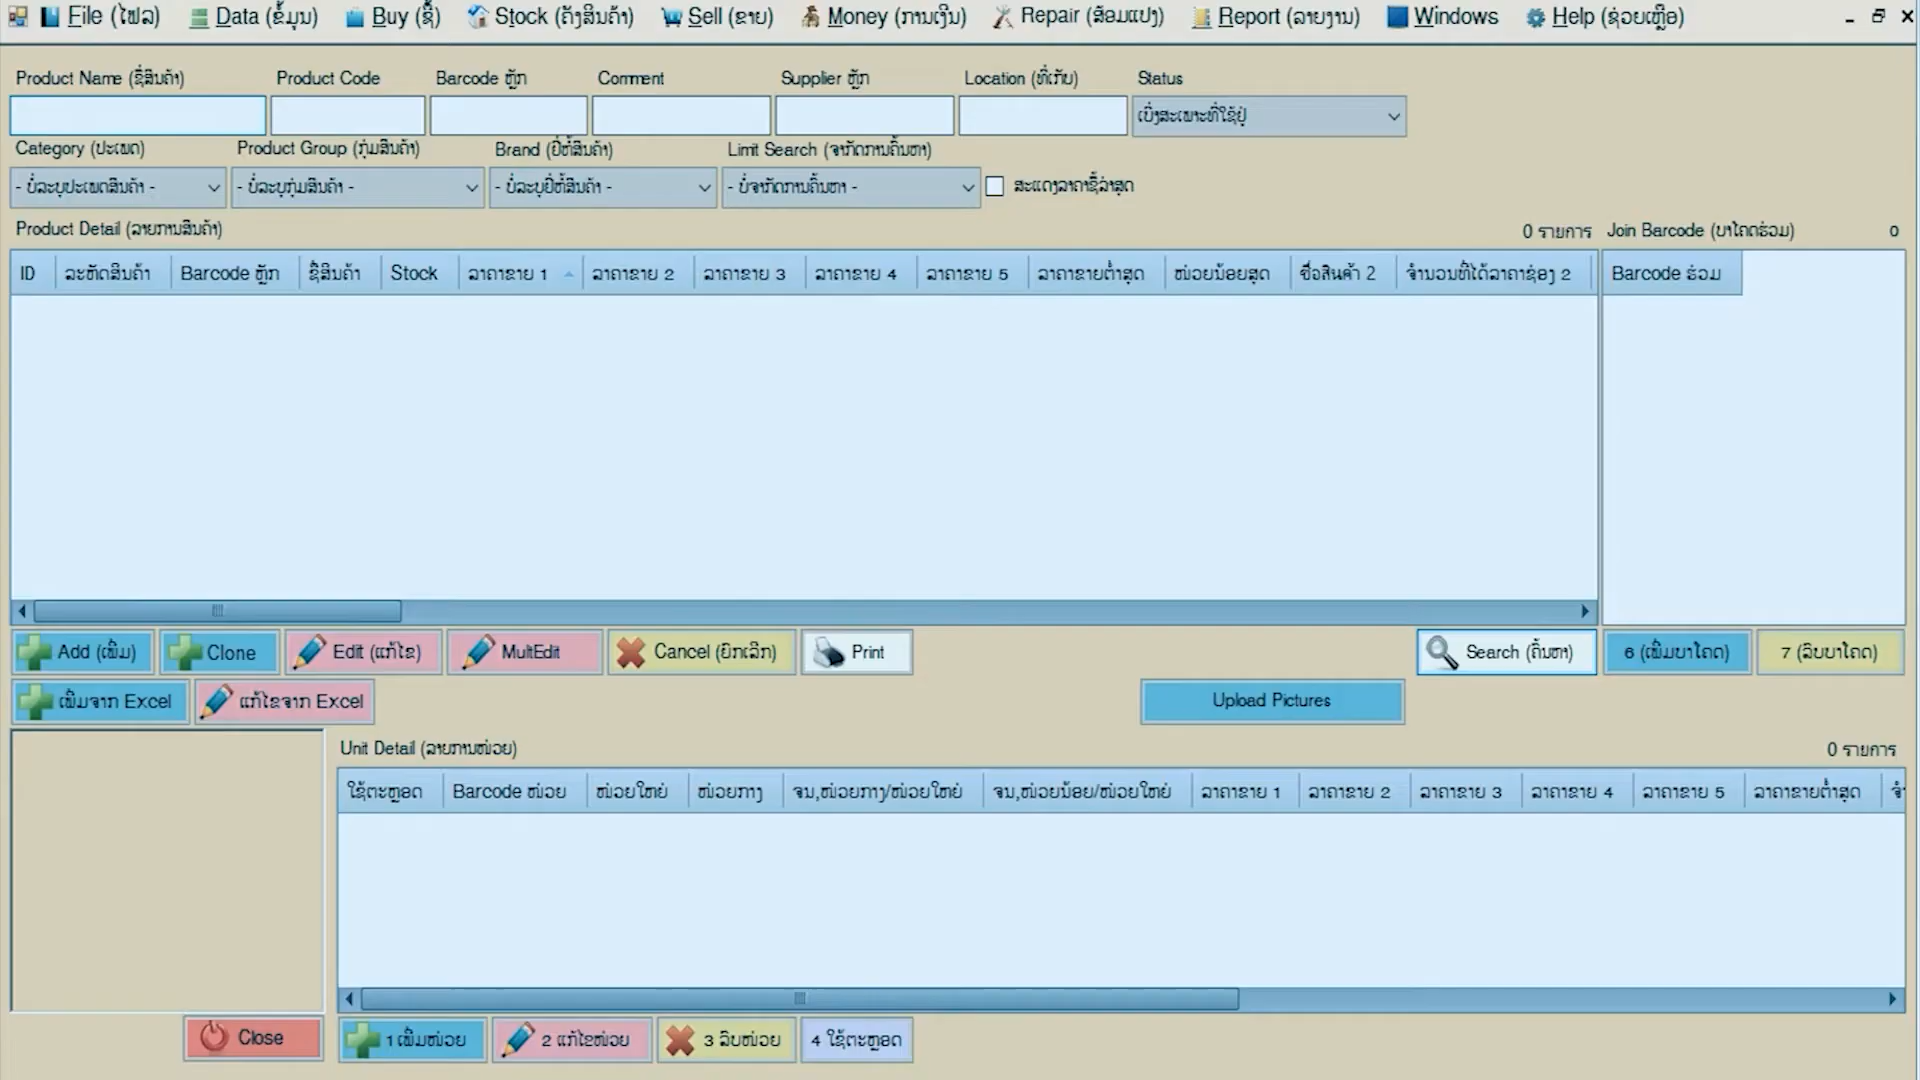 File (ໄຟລ) Data (ຂໍ້ມູນ) Buy (ຊື້) Stock (ຄັງສິນຄ້າ) Sell (ຂາຍ) Money (ການເງິນ) Repair (ສ້ອມແປງ) Report (ລາຍງານ) Windows Help (ຊ່ວຍເຫຼືອ)
Product Name (ຊື່ສິນຄ້າ) Product Code Barcode ຫຼັກ Comment Supplier ຫຼັກ Location (ທີ່ເກັບ) Status
ເບິ່ງສະເພາະທີ່ໃຊ້ຢູ່
Category (ປະເພດ) Product Group (ກຸ່ມສິນຄ້າ) Brand (ຍີ່ຫໍ້ສິນຄ້າ) Limit Search (ຈາກັດການຄົ້ນຫາ)
- ບໍ່ລະບຸປະເພດສິນຄ້າ - - ບໍ່ລະບຸກຸ່ມສິນຄ້າ - - ບໍ່ລະບຸຍີ່ຫໍ້ສິນຄ້າ - - ບໍ່ຈາກັດການຄົ້ນຫາ - ສະແດງລາຄາຊື້ລ່າສຸດ
Product Detail (ລາຍການສິນຄ້າ) 0 รายการ Join Barcode (ບາໂຄດຮ່ວມ) 0
ID ລະຫັດສິນຄ້າ Barcode ຫຼັກ ຊື່ສິນຄ້າ Stock ລາຄາຂາຍ 1 ລາຄາຂາຍ 2 ລາຄາຂາຍ 3 ລາຄາຂາຍ 4 ລາຄາຂາຍ 5 ລາຄາຂາຍຕໍ່າສຸດ ໜ່ວຍນ້ອຍສຸດ ชื่อสินค้า 2 ຈໍານວນທີ່ໄດ້ລາຄາຊ່ອງ 2 Barcode ຮ່ວມ
Add (ເພີ່ມ) Clone Edit (ແກ້ໄຂ) MultEdit Cancel (ຍົກເລີກ) Print Search (ຄົ້ນຫາ) 6 (ເພີ່ມບາໂຄດ) 7 (ລຶບບາໂຄດ)
ເພີ່ມຈາກ Excel ແກ້ໄຂຈາກ Excel Upload Pictures
Unit Detail (ລາຍການໜ່ວຍ) 0 รายการ
ໃຊ້ຕະຫຼອດ Barcode ໜ່ວຍ ໜ່ວຍໃຫຍ່ ໜ່ວຍກາງ ຈນ,ໜ່ວຍກາງ/ໜ່ວຍໃຫຍ່ ຈນ,ໜ່ວຍນ້ອຍ/ໜ່ວຍໃຫຍ່ ລາຄາຂາຍ 1 ລາຄາຂາຍ 2 ລາຄາຂາຍ 3 ລາຄາຂາຍ 4 ລາຄາຂາຍ 5 ລາຄາຂາຍຕໍ່າສຸດ
Close 1 ເພີ່ມໜ່ວຍ 2 ແກ້ໄຂໜ່ວຍ 3 ລຶບໜ່ວຍ 4 ໃຊ້ຕະຫຼອດ